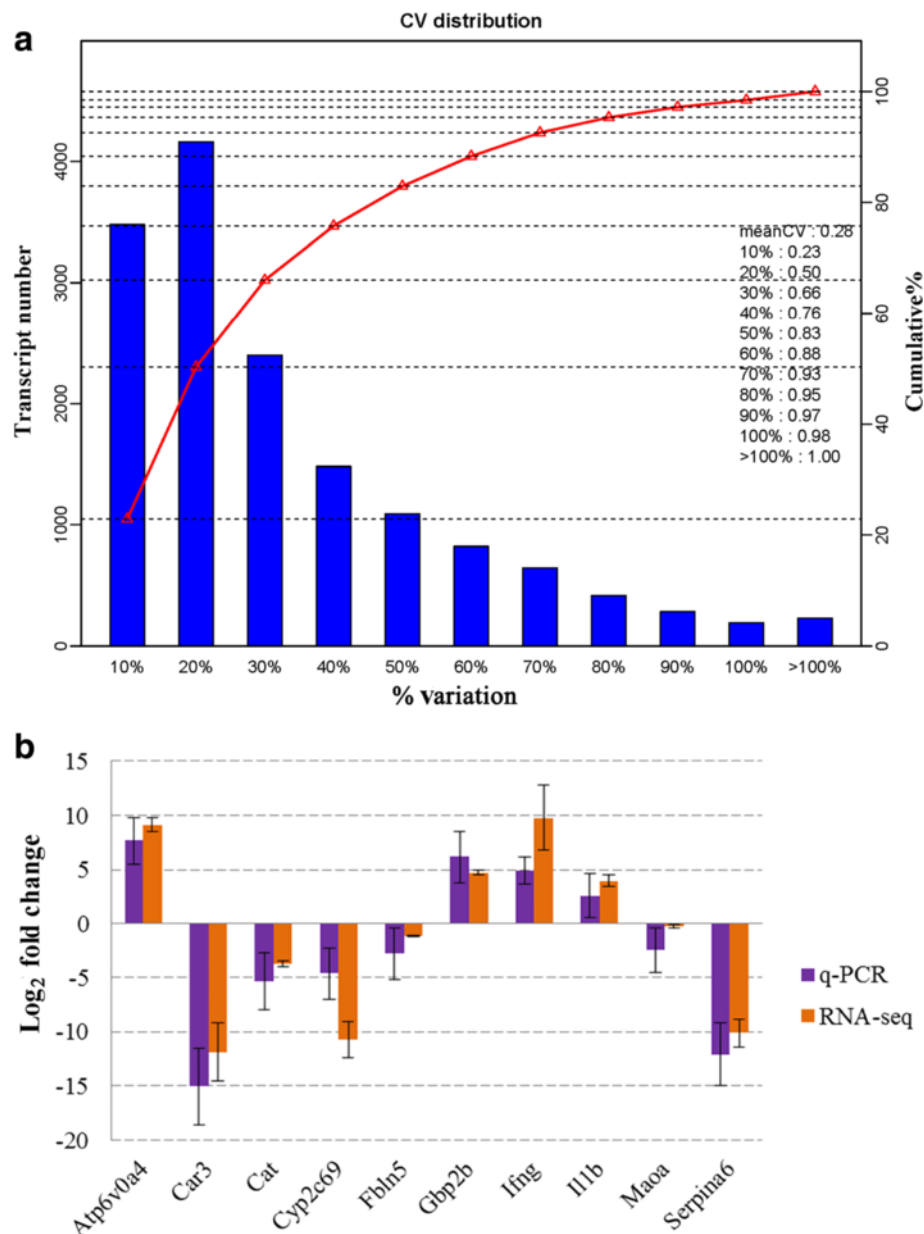 CV distribution
a
Transcript number
0
1000
2000
3000
4000
Cumulative%
0
20
40
60
80
100
meanCV : 0.28
10% : 0.23
20% : 0.50
30% : 0.66
40% : 0.76
50% : 0.83
60% : 0.88
70% : 0.93
80% : 0.95
90% : 0.97
100% : 0.98
>100% : 1.00
10% 20% 30% 40% 50% 60% 70% 80% 90% 100% >100%
% variation
b
Log2 fold change
15
10
5
0
-5
-10
-15
-20
q-PCR
RNA-seq
Atp6v0a4 Car3 Cat Cyp2c69 Fbln5 Gbp2b Ifng Il1b Maoa Serpina6